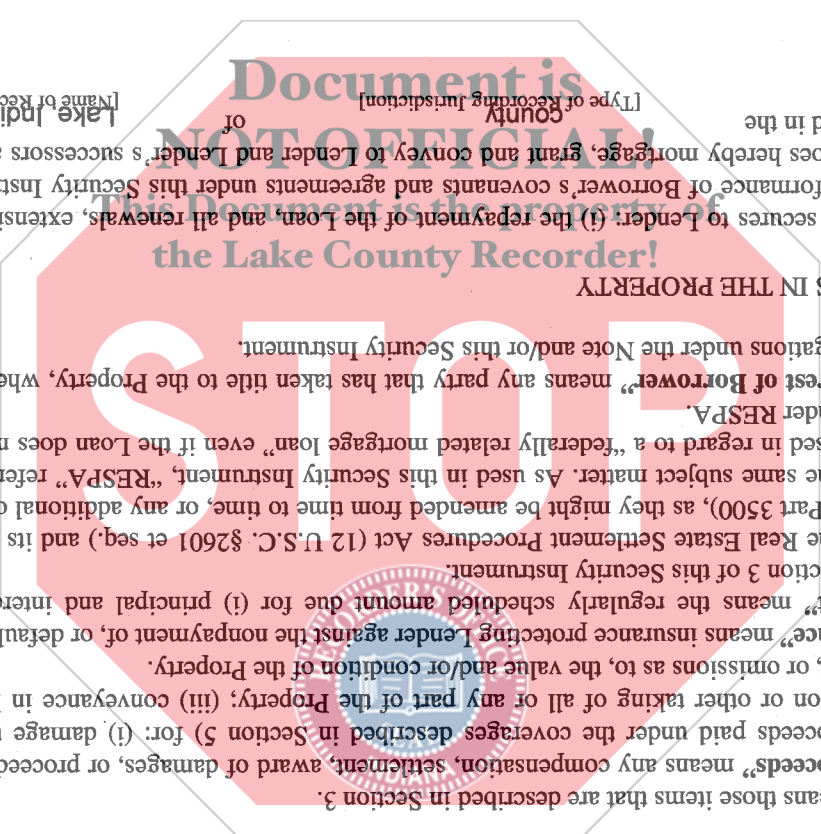 Document is
NOT OFFICIAL!
This Document is the property of
the Lake County Recorder!
STOP
RECORDER'S OFFICE
SEAL
INDIANA
eans those items that are described in Section 3.
oceeds” means any compensation, settlement, award of damages, or proceed
oceeds paid under the coverages described in Section 5) for: (i) damage
on or other taking of all or any part of the Property; (iii) conveyance in
, or omissions as to, the value and/or condition of the Property.
nce” means insurance protecting Lender against the nonpayment of, or defaul
t” means the regularly scheduled amount due for (i) principal and inter
ction 3 of this Security Instrument.
he Real Estate Settlement Procedures Act (12 U.S.C. §2601 et seq.) and its
Part 3500), as they might be amended from time to time, or any additional
he same subject matter. As used in this Security Instrument, “RESPA” refer
sed in regard to a “federally related mortgage loan” even if the Loan does
nder RESPA.
rest of Borrower” means any party that has taken title to the Property, whe
gations under the Note and/or this Security Instrument.
S IN THE PROPERTY
secures to Lender: (i) the repayment of the Loan, and all renewals, extensi
formance of Borrower’s covenants and agreements under this Security Inst
oes hereby mortgage, grant and convey to Lender and Lender’s successors
d in the county of Lake Indi
[Type of Recording Jurisdiction] [Name of Rec